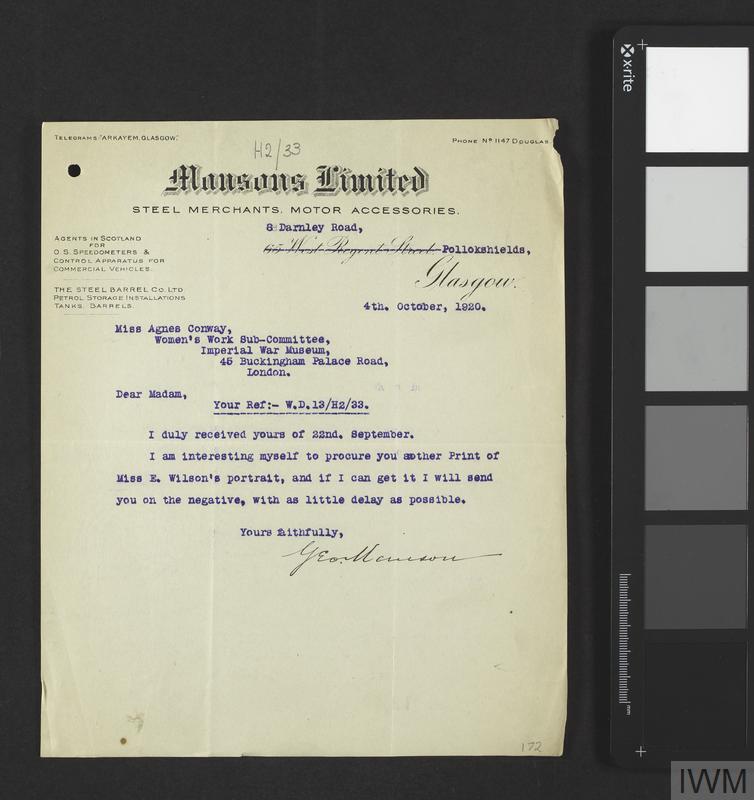 TELEGRAMS "ARKAYEM, GLASGOW."
PHONE Nº 1147 DOUGLAS.
H2/33
Mansons Limited
STEEL MERCHANTS. MOTOR ACCESSORIES.
AGENTS IN SCOTLAND
FOR
O.S. SPEEDOMETERS &
CONTROL APPARATUS FOR
COMMERCIAL VEHICLES.
THE STEEL BARREL CO. LTD
PETROL STORAGE INSTALLATIONS
TANKS. BARRELS.
8 Darnley Road,
65 West Regent Street. Pollokshields,
Glasgow.
4th. October, 1920.
Miss Agnes Conway,
Women's Work Sub-Committee,
Imperial War Museum,
45 Buckingham Palace Road,
London.
Dear Madam,
Your Ref:- W.D.13/H2/33.
I duly received yours of 22nd. September.
I am interesting myself to procure you another Print of
Miss E. Wilson's portrait, and if I can get it I will send
you on the negative, with as little delay as possible.
Yours faithfully,
Geo. Manson
172
x-rite
mm
IWM